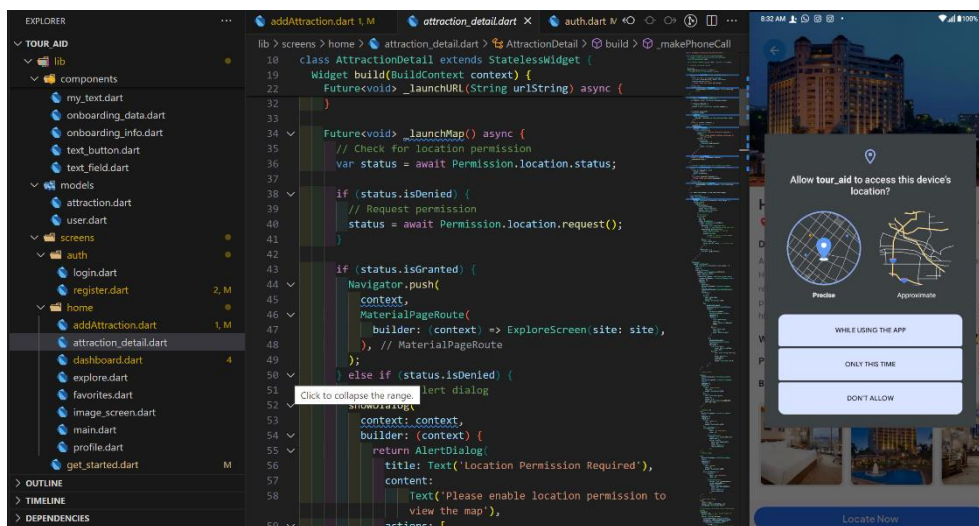 EXPLORER
TOUR_AID
lib
components
my_text.dart
onboarding_data.dart
onboarding_info.dart
text_button.dart
text_field.dart
models
attraction.dart
user.dart
screens
auth
login.dart
register.dart 2, M
home
addAttraction.dart 1, M
attraction_detail.dart
dashboard.dart 4
explore.dart
favorites.dart
image_screen.dart
main.dart
profile.dart
get_started.dart M
OUTLINE
TIMELINE
DEPENDENCIES
addAttraction.dart 1, M attraction_detail.dart auth.dart M
lib > screens > home > attraction_detail.dart > AttractionDetail > build > _makePhoneCall
10 class AttractionDetail extends StatelessWidget {
19 Widget build(BuildContext context) {
22 Future<void> _launchURL(String urlString) async {
32 }
33
34 Future<void> _launchMap() async {
35 // Check for location permission
36 var status = await Permission.location.status;
37
38 if (status.isDenied) {
39 // Request permission
40 status = await Permission.location.request();
41 }
42
43 if (status.isGranted) {
44 Navigator.push(
45 context,
46 MaterialPageRoute(
47 builder: (context) => ExploreScreen(site: site),
48 ), // MaterialPageRoute
49 );
50 } else if (status.isDenied) {
51 lert dialog
Click to collapse the range.
52 showDialog(
53 context: context,
54 builder: (context) {
55 return AlertDialog(
56 title: Text('Location Permission Required'),
57 content:
58 Text('Please enable location permission to
view the map'),
59 actions: [
8:32 AM
100%
Allow tour_aid to access this device's
location?
Precise Approximate
WHILE USING THE APP
ONLY THIS TIME
DON'T ALLOW
Locate Now